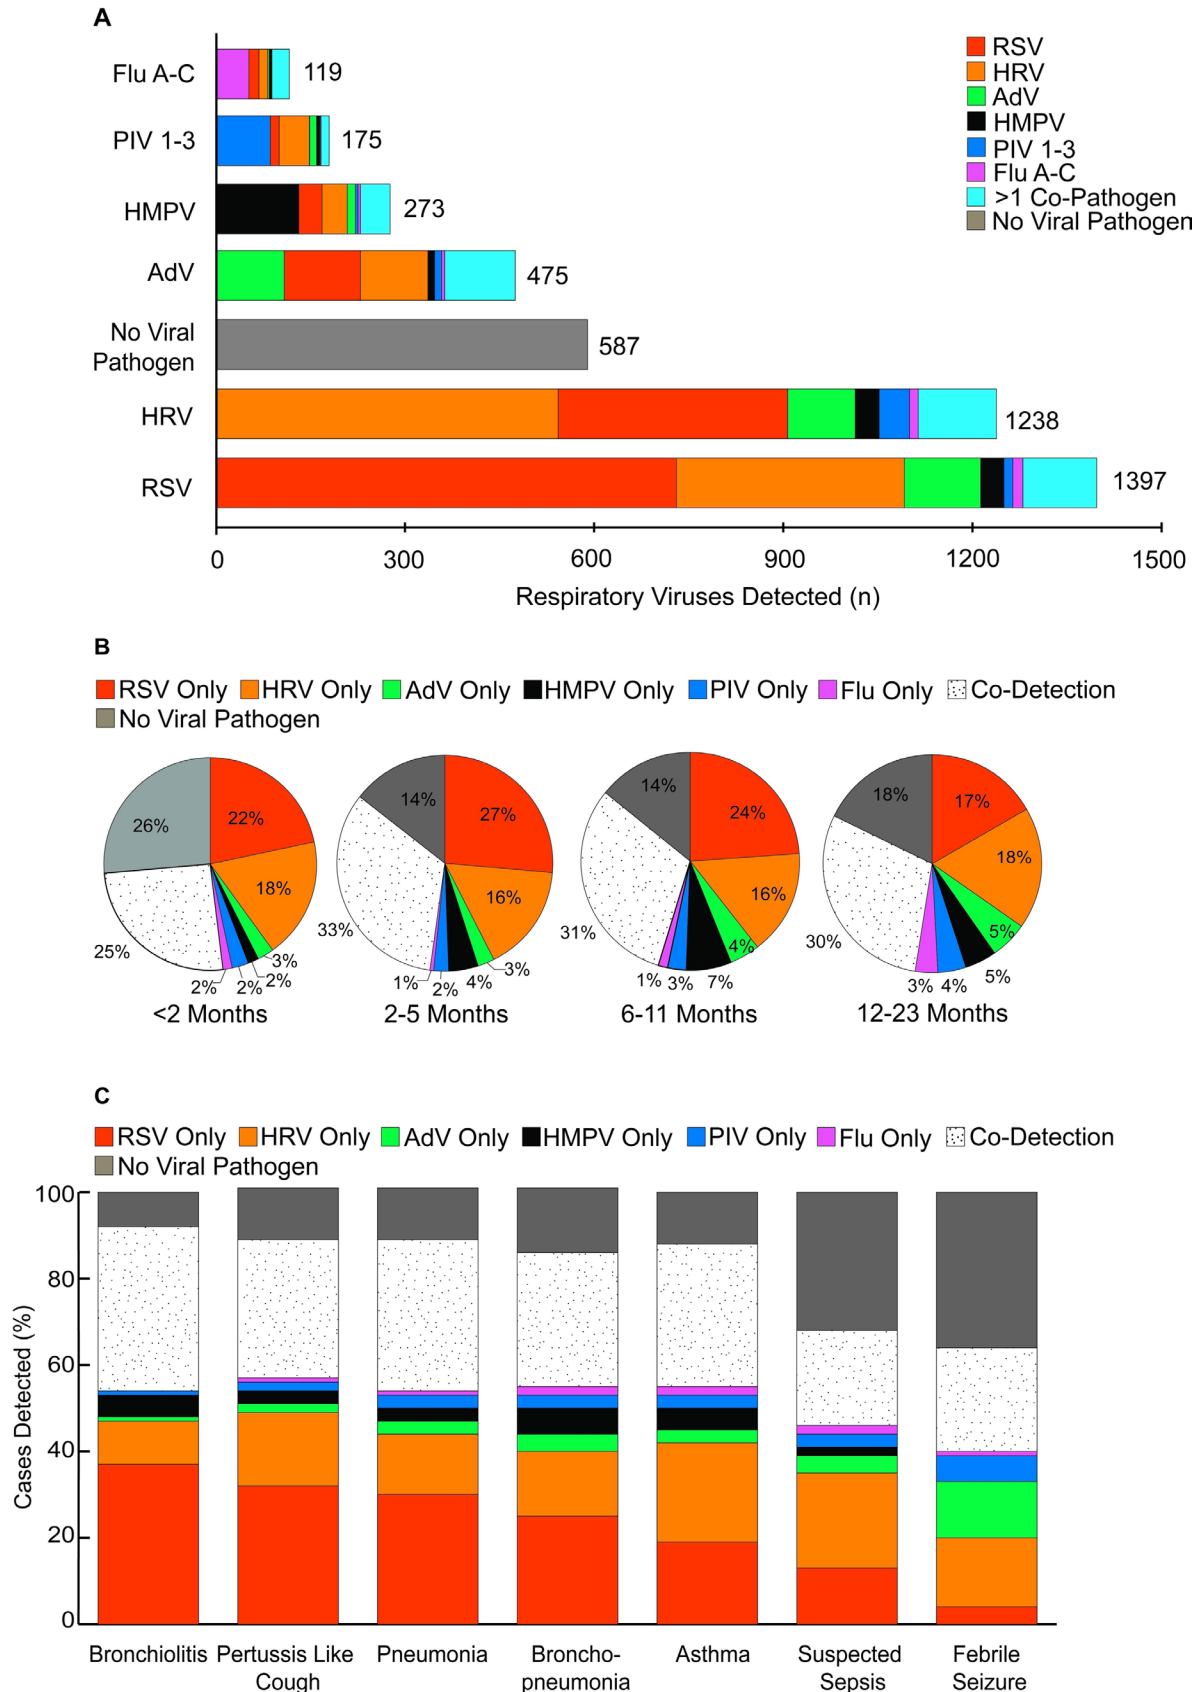 A
Flu A-C
119
PIV 1-3
175
HMPV
273
AdV
475
No Viral
Pathogen
587
HRV
1238
RSV
1397
RSV
HRV
AdV
HMPV
PIV 1-3
Flu A-C
>1 Co-Pathogen
No Viral Pathogen
0 300 600 900 1200 1500
Respiratory Viruses Detected (n)
B
RSV Only HRV Only AdV Only HMPV Only PIV Only Flu Only Co-Detection
No Viral Pathogen
26% 22% 18% 3% 2% 2% 2% 25%
<2 Months
14% 27% 16% 3% 4% 2% 1% 33%
2-5 Months
14% 24% 16% 4% 7% 3% 1% 31%
6-11 Months
18% 17% 18% 5% 5% 4% 3% 30%
12-23 Months
C
RSV Only HRV Only AdV Only HMPV Only PIV Only Flu Only Co-Detection
No Viral Pathogen
Cases Detected (%)
100
80
60
40
20
0
Bronchiolitis
Pertussis Like
Cough
Pneumonia
Broncho-
pneumonia
Asthma
Suspected
Sepsis
Febrile
Seizure